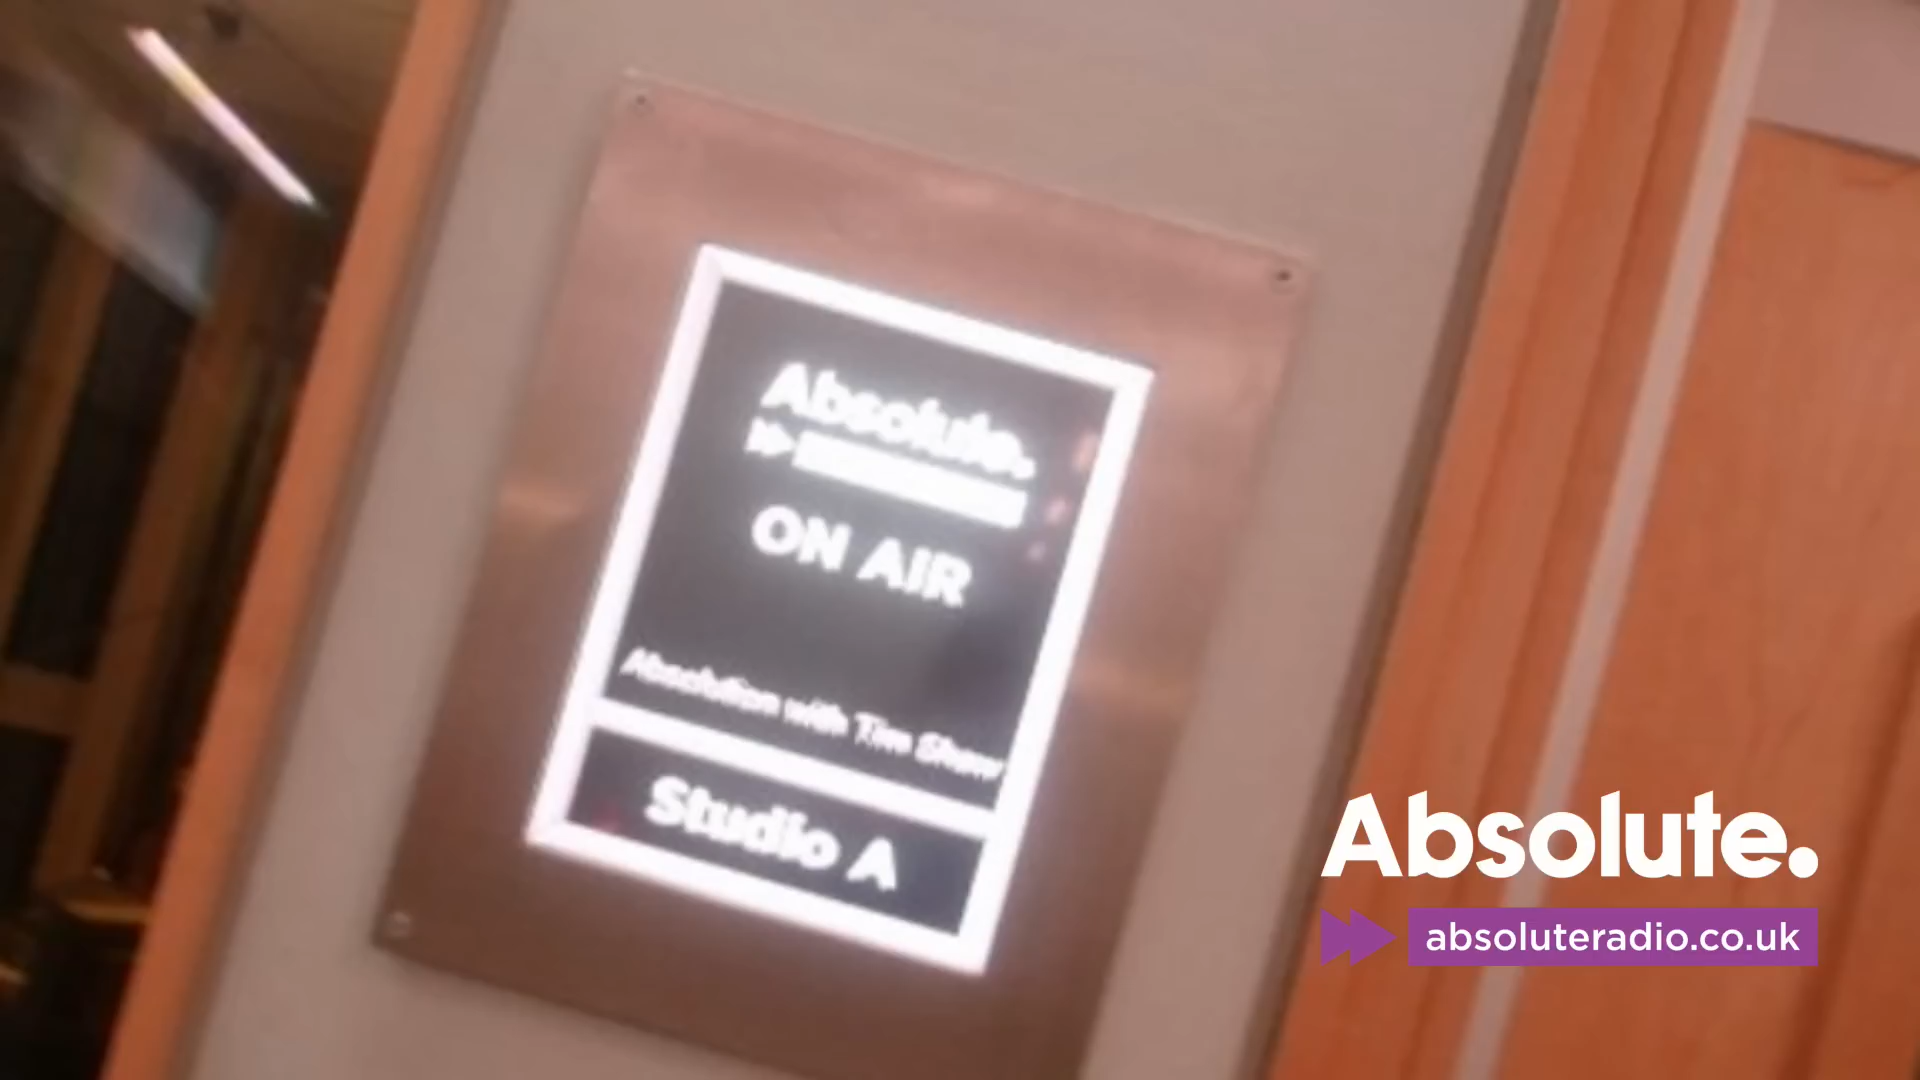 Absolute.
ON AIR
Absolution with Tim Shaw
Studio A
Absolute.
absoluteradio.co.uk